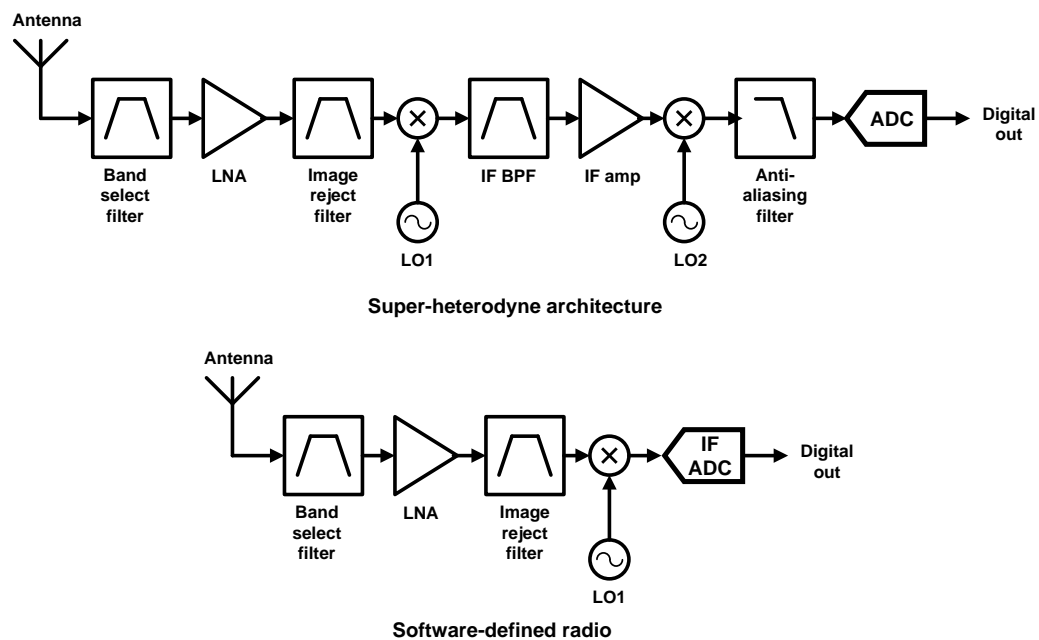 Antenna
Band
select
filter
LNA
Image
reject
filter
LO1
IF BPF
IF amp
LO2
Anti-
aliasing
filter
ADC
Digital
out
Super-heterodyne architecture
Antenna
Band
select
filter
LNA
Image
reject
filter
LO1
IF
ADC
Digital
out
Software-defined radio